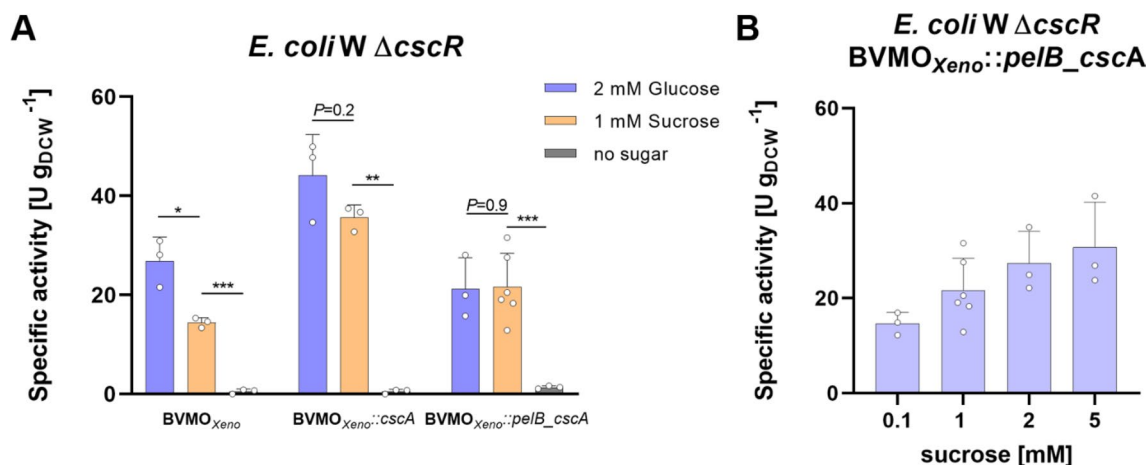 A
E. coli W ΔcscR
2 mM Glucose
1 mM Sucrose
no sugar
Specific activity [U gDCW⁻¹]
60
40
20
0
*
***
P=0.2
**
P=0.9
***
BVMOXeno
BVMOXeno::cscA
BVMOXeno::pelB_cscA
B
E. coli W ΔcscR
BVMOXeno::pelB_cscA
Specific activity [U gDCW⁻¹]
60
40
20
0
0.1 1 2 5
sucrose [mM]